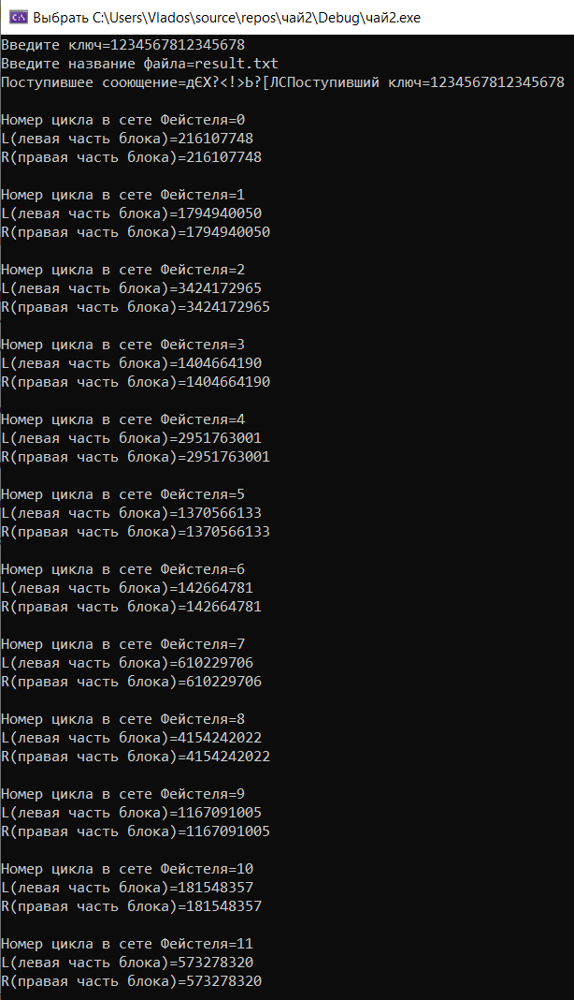 Выбрать C:\Users\Vlados\source\repos\чай2\Debug\чай2.exe
Введите ключ=1234567812345678
Введите название файла=result.txt
Поступившее сооющение=дЄХ?<!>Ь?[ЛСПоступивший ключ=1234567812345678
Номер цикла в сете Фейстеля=0
L(левая часть блока)=216107748
R(правая часть блока)=216107748
Номер цикла в сете Фейстеля=1
L(левая часть блока)=1794940050
R(правая часть блока)=1794940050
Номер цикла в сете Фейстеля=2
L(левая часть блока)=3424172965
R(правая часть блока)=3424172965
Номер цикла в сете Фейстеля=3
L(левая часть блока)=1404664190
R(правая часть блока)=1404664190
Номер цикла в сете Фейстеля=4
L(левая часть блока)=2951763001
R(правая часть блока)=2951763001
Номер цикла в сете Фейстеля=5
L(левая часть блока)=1370566133
R(правая часть блока)=1370566133
Номер цикла в сете Фейстеля=6
L(левая часть блока)=142664781
R(правая часть блока)=142664781
Номер цикла в сете Фейстеля=7
L(левая часть блока)=610229706
R(правая часть блока)=610229706
Номер цикла в сете Фейстеля=8
L(левая часть блока)=4154242022
R(правая часть блока)=4154242022
Номер цикла в сете Фейстеля=9
L(левая часть блока)=1167091005
R(правая часть блока)=1167091005
Номер цикла в сете Фейстеля=10
L(левая часть блока)=181548357
R(правая часть блока)=181548357
Номер цикла в сете Фейстеля=11
L(левая часть блока)=573278320
R(правая часть блока)=573278320